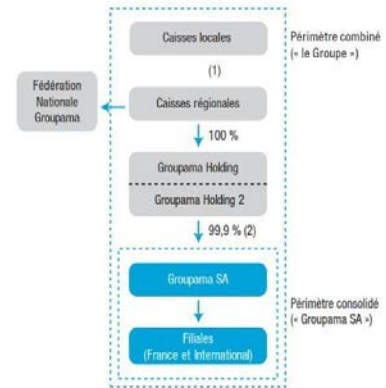 Caisses locales
Périmètre combiné
(« le Groupe »)
(1)
Fédération
Nationale
Groupama
Caisses régionales
100 %
Groupama Holding
Groupama Holding 2
99,9 % (2)
Groupama SA
Périmètre consolidé
(« Groupama SA »)
Filiales
(France et International)